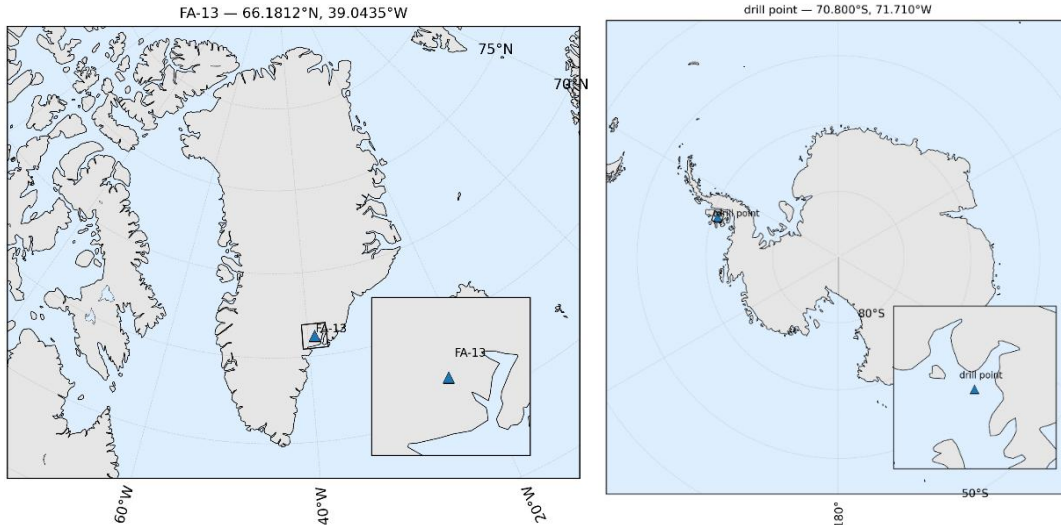 FA-13 — 66.1812°N, 39.0435°W
75°N
70°N
FA-13
FA-13
60°W
40°W
20°W
drill point — 70.800°S, 71.710°W
drill point
80°S
drill point
50°S
180°